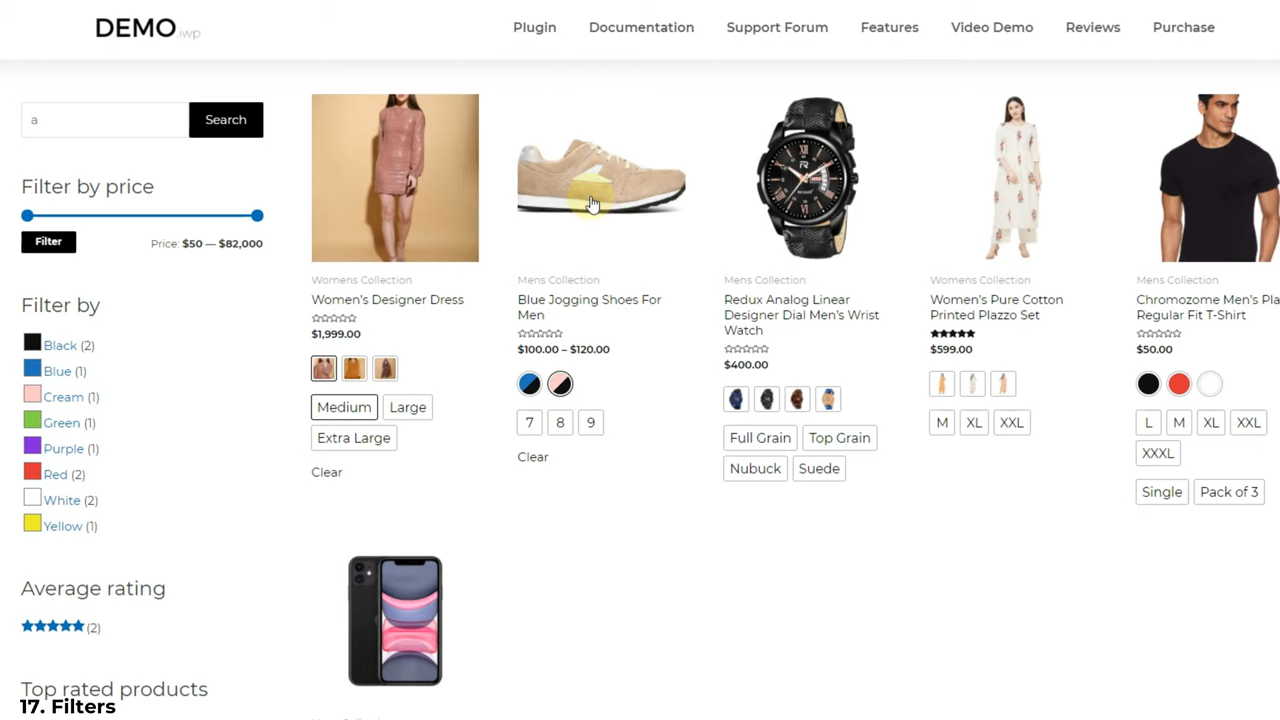 DEMO.iwp
Plugin
Documentation
Support Forum
Features
Video Demo
Reviews
Purchase
a
Search
Filter by price
Filter
Price: $50 — $82,000
Filter by
Black (2)
Blue (1)
Cream (1)
Green (1)
Purple (1)
Red (2)
White (2)
Yellow (1)
Average rating
(2)
Top rated products
17. Filters
Womens Collection
Women's Designer Dress
$1,999.00
Medium
Large
Extra Large
Clear
Mens Collection
Blue Jogging Shoes For
Men
$100.00 – $120.00
7
8
9
Clear
Mens Collection
Redux Analog Linear
Designer Dial Men's Wrist
Watch
$400.00
Full Grain
Top Grain
Nubuck
Suede
Womens Collection
Women's Pure Cotton
Printed Plazzo Set
$599.00
M
XL
XXL
Mens Collection
Chromozome Men's Pla
Regular Fit T-Shirt
$50.00
L
M
XL
XXL
XXXL
Single
Pack of 3